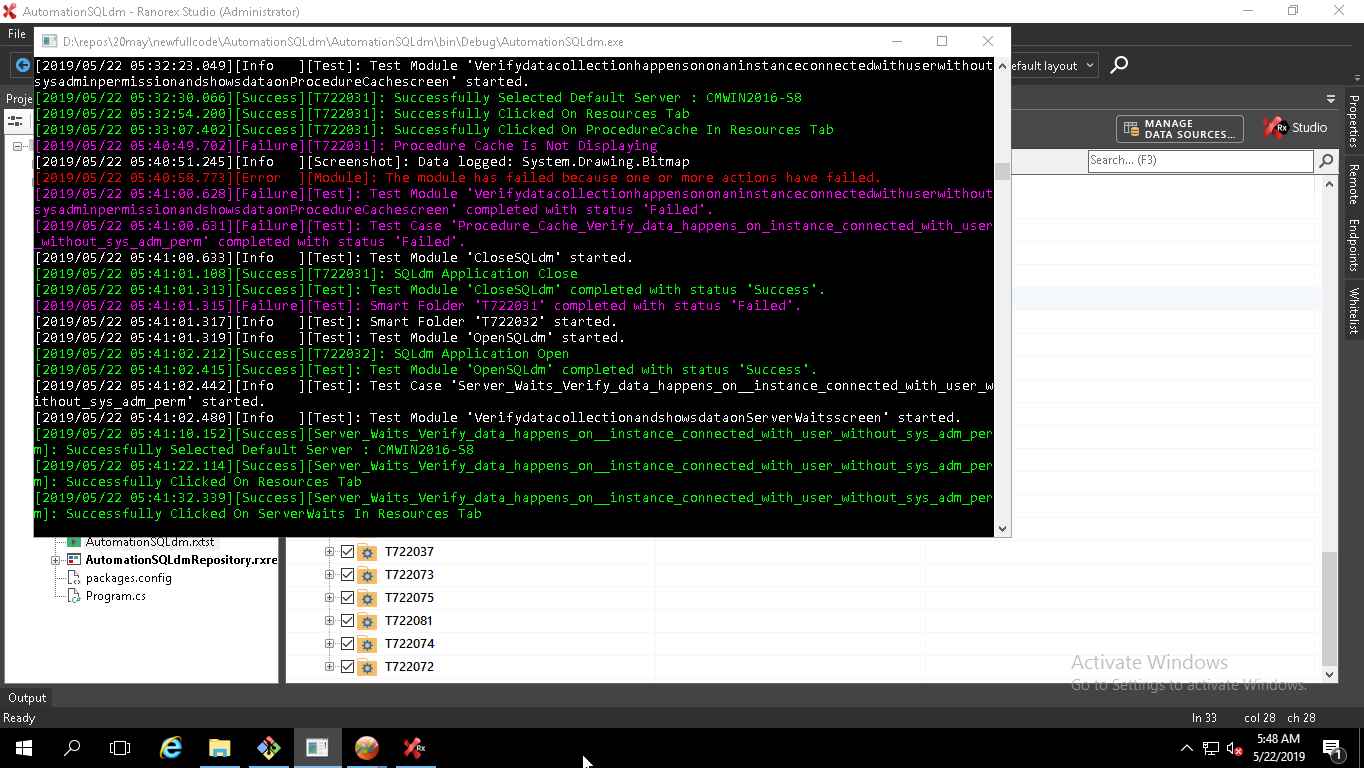 AutomationSQLdm - Ranorex Studio (Administrator)
File
D:\repos\20may\newfullcode\AutomationSQLdm\AutomationSQLdm\bin\Debug\AutomationSQLdm.exe
efault layout
Proje
[2019/05/22 05:32:23.049][Info   ][Test]: Test Module 'Verifydatacollectionhappensononaninstanceconnectedwithuserwithout
sysadminpermissionandshowsdataonProcedureCachescreen' started.
[2019/05/22 05:32:30.066][Success][T722031]: Successfully Selected Default Server : CMWIN2016-S8
[2019/05/22 05:32:54.200][Success][T722031]: Successfully Clicked On Resources Tab
[2019/05/22 05:33:07.402][Success][T722031]: Successfully Clicked On ProcedureCache In Resources Tab
[2019/05/22 05:40:49.702][Failure][T722031]: Procedure Cache Is Not Displaying
[2019/05/22 05:40:51.245][Info   ][Screenshot]: Data logged: System.Drawing.Bitmap
[2019/05/22 05:40:58.773][Error  ][Module]: The module has failed because one or more actions have failed.
[2019/05/22 05:41:00.628][Failure][Test]: Test Module 'Verifydatacollectionhappensononaninstanceconnectedwithuserwithout
sysadminpermissionandshowsdataonProcedureCachescreen' completed with status 'Failed'.
[2019/05/22 05:41:00.631][Failure][Test]: Test Case 'Procedure_Cache_Verify_data_happens_on_instance_connected_with_user
_without_sys_adm_perm' completed with status 'Failed'.
[2019/05/22 05:41:00.633][Info   ][Test]: Test Module 'CloseSQLdm' started.
[2019/05/22 05:41:01.108][Success][T722031]: SQLdm Application Close
[2019/05/22 05:41:01.313][Success][Test]: Test Module 'CloseSQLdm' completed with status 'Success'.
[2019/05/22 05:41:01.315][Failure][Test]: Smart Folder 'T722031' completed with status 'Failed'.
[2019/05/22 05:41:01.317][Info   ][Test]: Smart Folder 'T722032' started.
[2019/05/22 05:41:01.319][Info   ][Test]: Test Module 'OpenSQLdm' started.
[2019/05/22 05:41:02.212][Success][T722032]: SQLdm Application Open
[2019/05/22 05:41:02.415][Success][Test]: Test Module 'OpenSQLdm' completed with status 'Success'.
[2019/05/22 05:41:02.442][Info   ][Test]: Test Case 'Server_Waits_Verify_data_happens_on__instance_connected_with_user_w
ithout_sys_adm_perm' started.
[2019/05/22 05:41:02.480][Info   ][Test]: Test Module 'VerifydatacollectionandshowsdataonServerWaitsscreen' started.
[2019/05/22 05:41:10.152][Success][Server_Waits_Verify_data_happens_on__instance_connected_with_user_without_sys_adm_per
m]: Successfully Selected Default Server : CMWIN2016-S8
[2019/05/22 05:41:22.114][Success][Server_Waits_Verify_data_happens_on__instance_connected_with_user_without_sys_adm_per
m]: Successfully Clicked On Resources Tab
[2019/05/22 05:41:32.339][Success][Server_Waits_Verify_data_happens_on__instance_connected_with_user_without_sys_adm_per
m]: Successfully Clicked On ServerWaits In Resources Tab
MANAGE
DATA SOURCES...
Rx
Studio
Search... (F3)
Properties
Remote Endpoints
Whitelist
AutomationSQLdm.rxtst
AutomationSQLdmRepository.rxre
packages.config
Program.cs
T722037
T722073
T722075
T722081
T722074
T722072
Activate Windows
Go to Settings to activate Windows.
Output
Ready
ln 33
col 28
ch 28
Rx
5:48 AM
5/22/2019
1